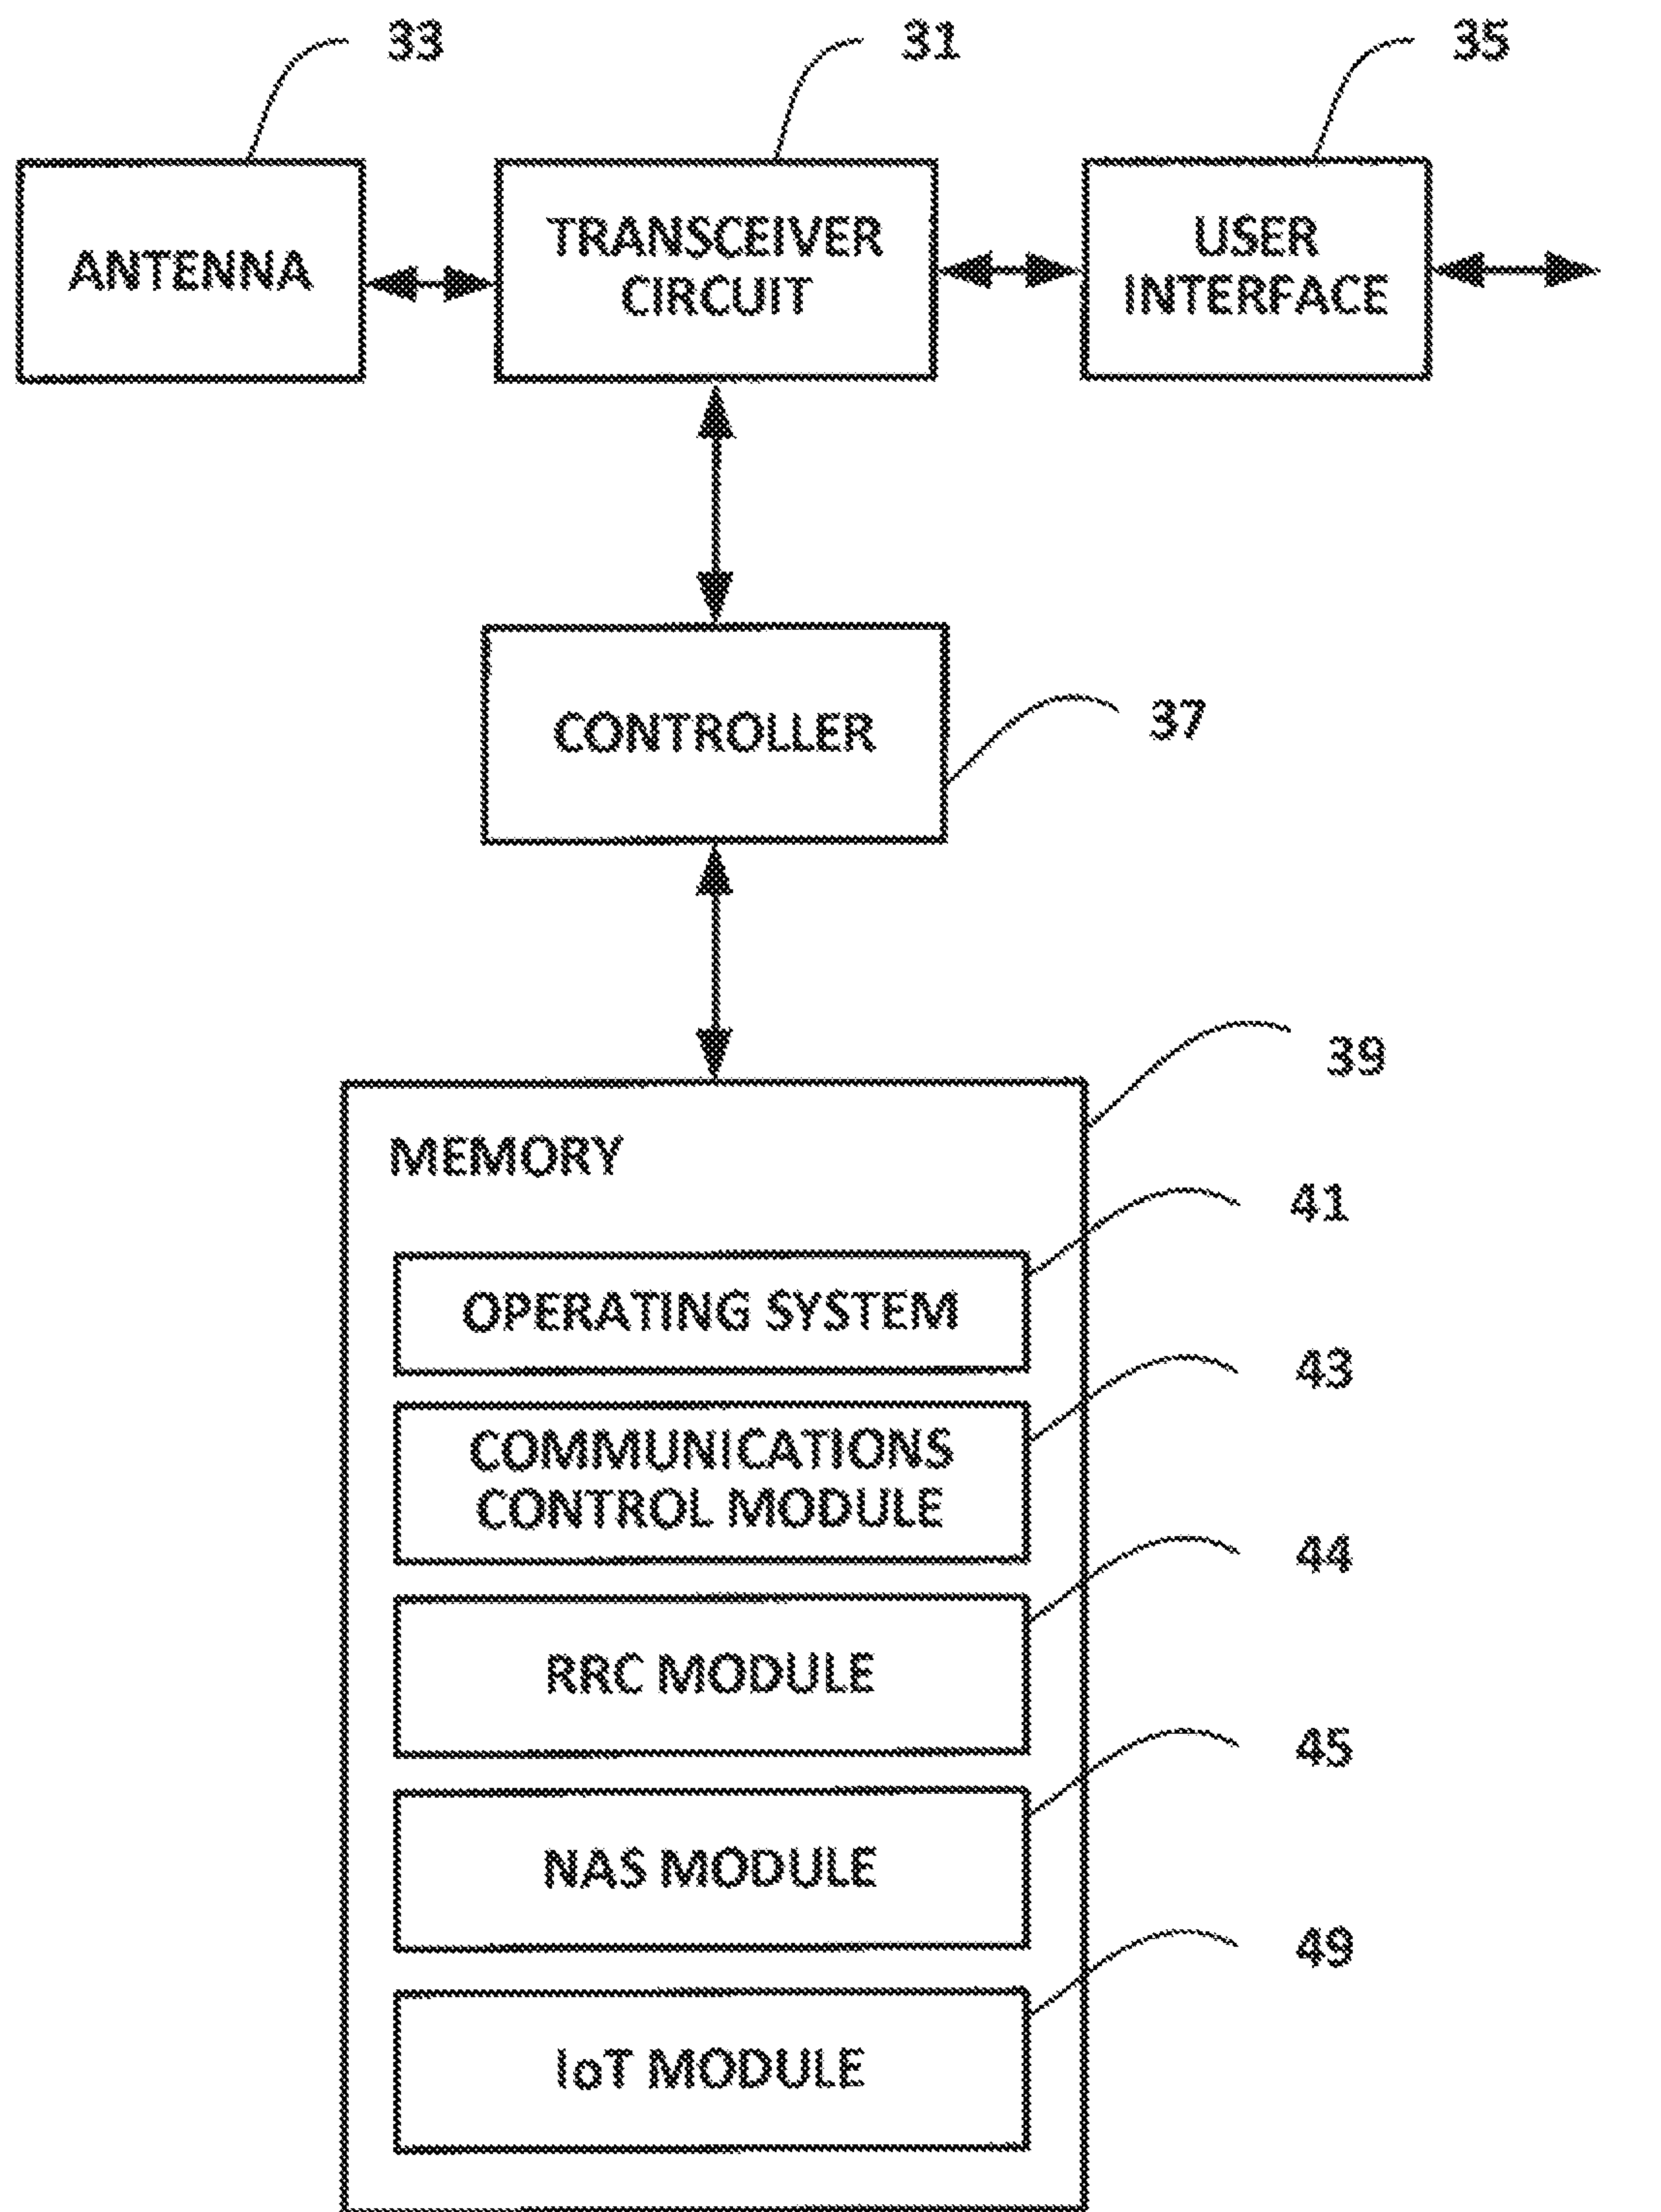 33
31
35
ANTENNA
TRANSCEIVER
CIRCUIT
USER
INTERFACE
CONTROLLER
37
39
MEMORY
41
OPERATING SYSTEM
43
COMMUNICATIONS
CONTROL MODULE
44
RRC MODULE
45
NAS MODULE
49
IoT MODULE